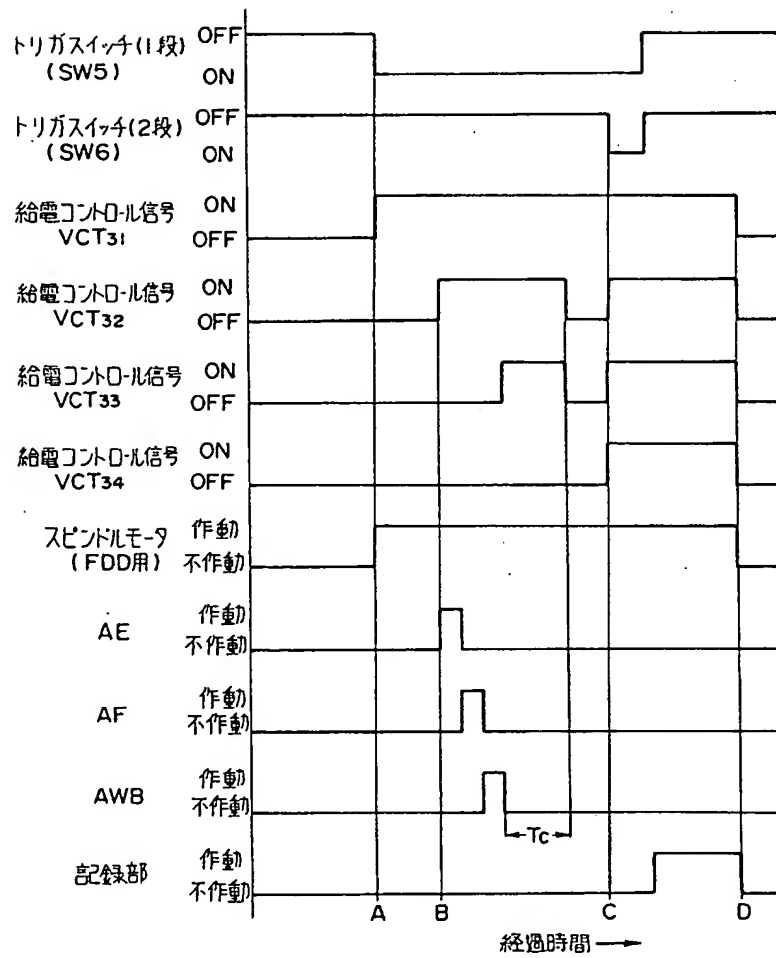 トリガスイッチ(1段) OFF
(SW5) ON
トリガスイッチ(2段) OFF
(SW6) ON
給電コントロール信号 ON
VCT31 OFF
給電コントロール信号 ON
VCT32 OFF
給電コントロール信号 ON
VCT33 OFF
給電コントロール信号 ON
VCT34 OFF
スピンドルモータ 作動
(FDD用) 不作動
AE 作動
不作動
AF 作動
不作動
AWB 作動
不作動
Tc
記録部 作動
不作動
A B C D
経過時間